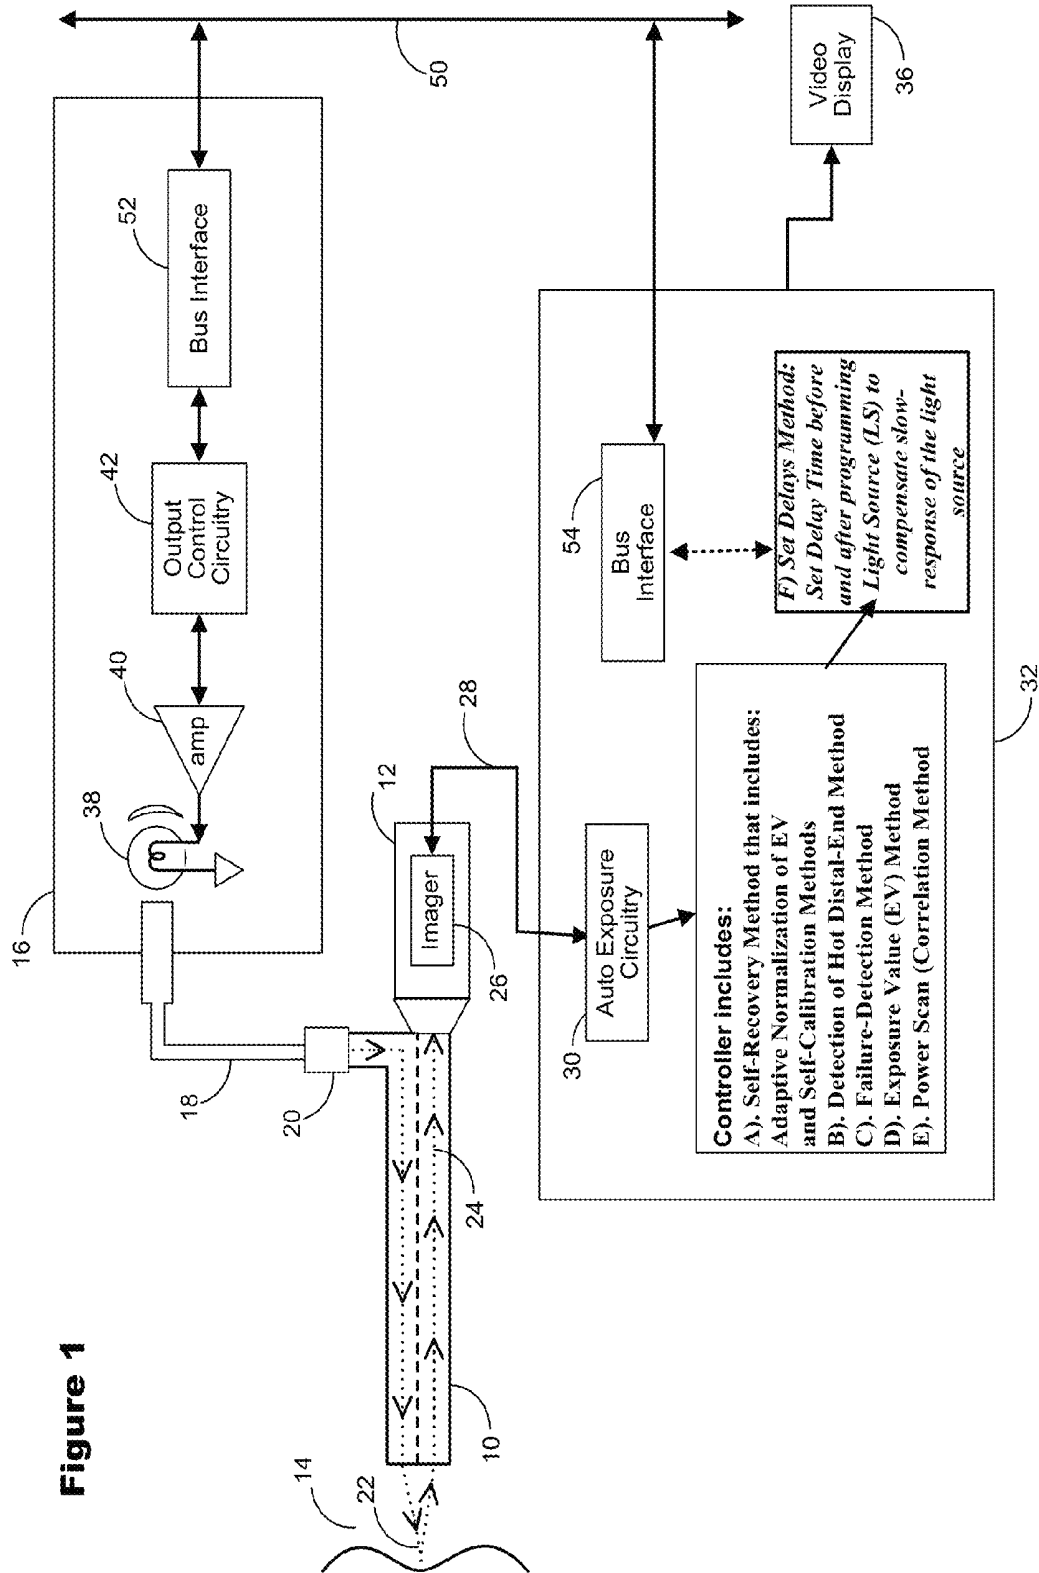 Figure 1
16
38
40
42
52
50
amp
Output
Control
Circuitry
Bus Interface
18
20
12
28
Imager
26
14
22
10
24
30
Auto Exposure
Circuitry
54
Bus
Interface
Video
Display
36
Controller includes:
A). Self-Recovery Method that includes:
Adaptive Normalization of EV
and Self-Calibration Methods
B). Detection of Hot Distal-End Method
C). Failure-Detection Method
D). Exposure Value (EV) Method
E). Power Scan (Correlation Method
F) Set Delays Method:
Set Delay Time before
and after programming
Light Source (LS) to
compensate slow-
response of the light
source
32